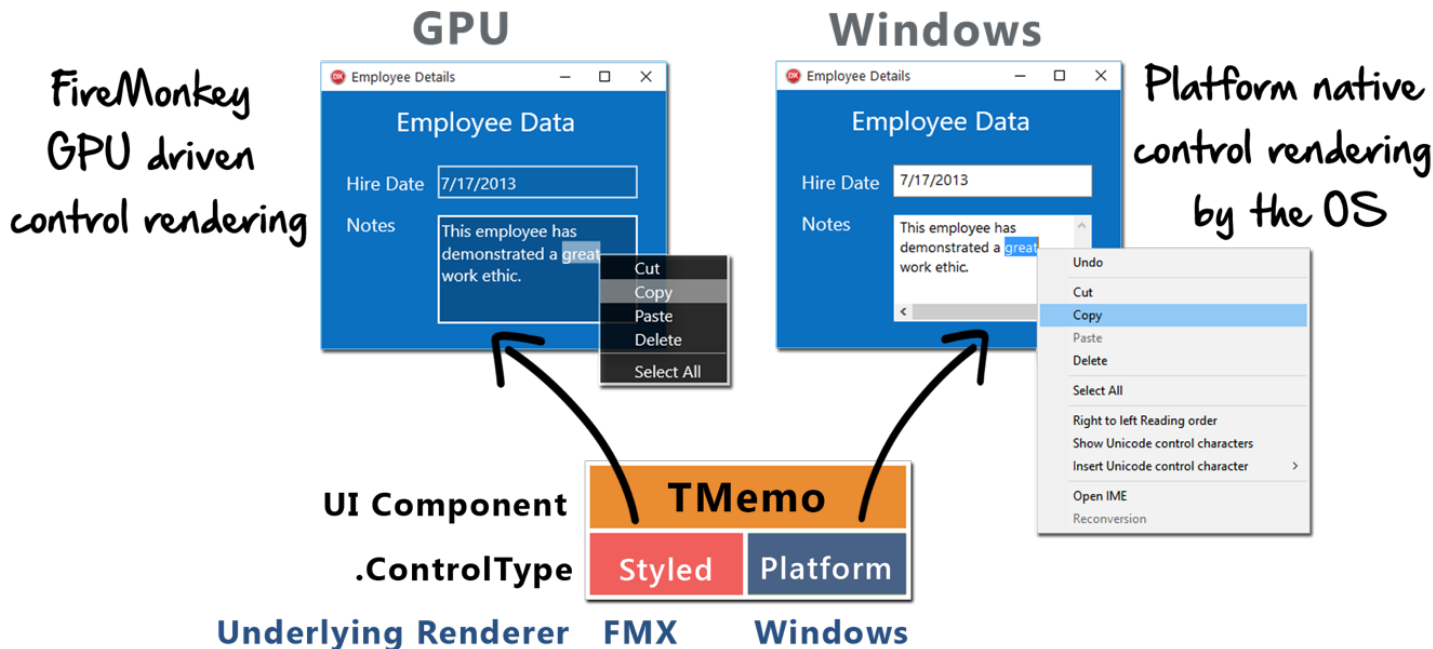 GPU
Windows
FireMonkey
GPU driven
control rendering
Employee Details
Employee Data
Hire Date
7/17/2013
Notes
This employee has
demonstrated a great
work ethic.
Cut
Copy
Paste
Delete
Select All
Employee Details
Employee Data
Hire Date
7/17/2013
Notes
This employee has
demonstrated a great
work ethic.
Undo
Cut
Copy
Paste
Delete
Select All
Right to left Reading order
Show Unicode control characters
Insert Unicode control character
Open IME
Reconversion
Platform native
control rendering
by the OS
UI Component
TMemo
.ControlType
Styled
Platform
Underlying Renderer
FMX
Windows